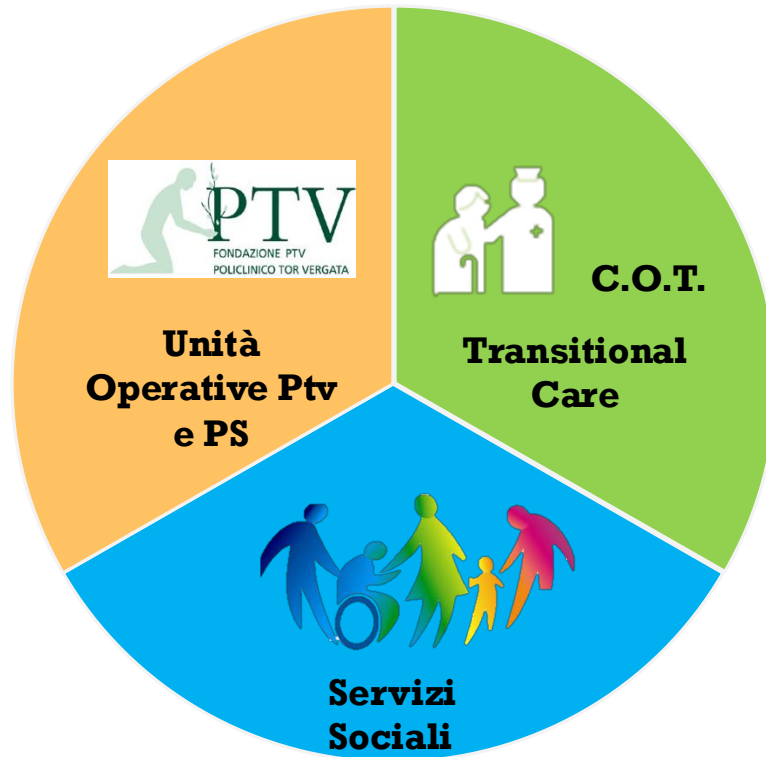 PTV
FONDAZIONE PTV
POLICLINICO TOR VERGATA
Unità
Operative Ptv
e PS
C.O.T.
Transitional
Care
Servizi
Sociali